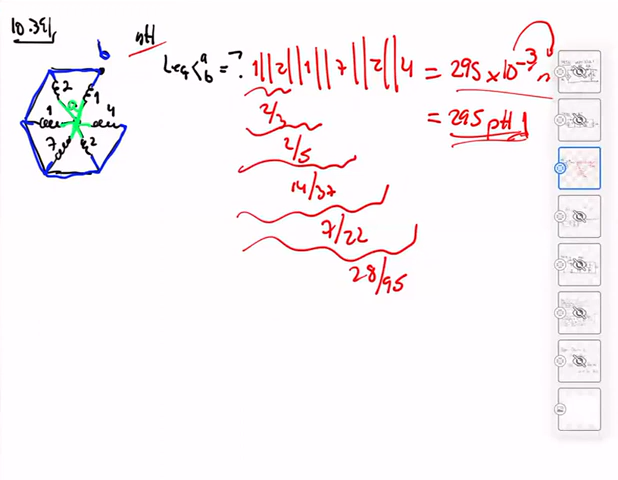 10.39
nH
b
2
1
a
1
4
7
2
Leq < a b = ? 1||2||1||7||2||4 = 295 x 10⁻³ n
= 295 pH
2/3
2/5
14/37
7/22
28/95